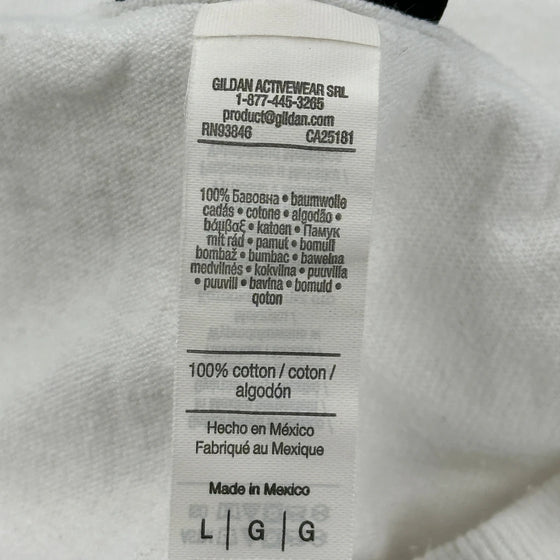 GILDAN ACTIVEWEAR SRL
1-877-445-3265
product@gildan.com
RN93846 CA25181
100% Бавовна • baumwolle
cadás • cotone • algodão •
bάμβαξ • katoen • Памук
mit rád • pamut • bomull
bombaž • bumbac • bawełna
medvilnės • kokvilna • puuvilla
• puuvill • bavlna • bomuld •
qoton
100% cotton / coton /
algodón
Hecho en México
Fabriqué au Mexique
Made in Mexico
L | G | G